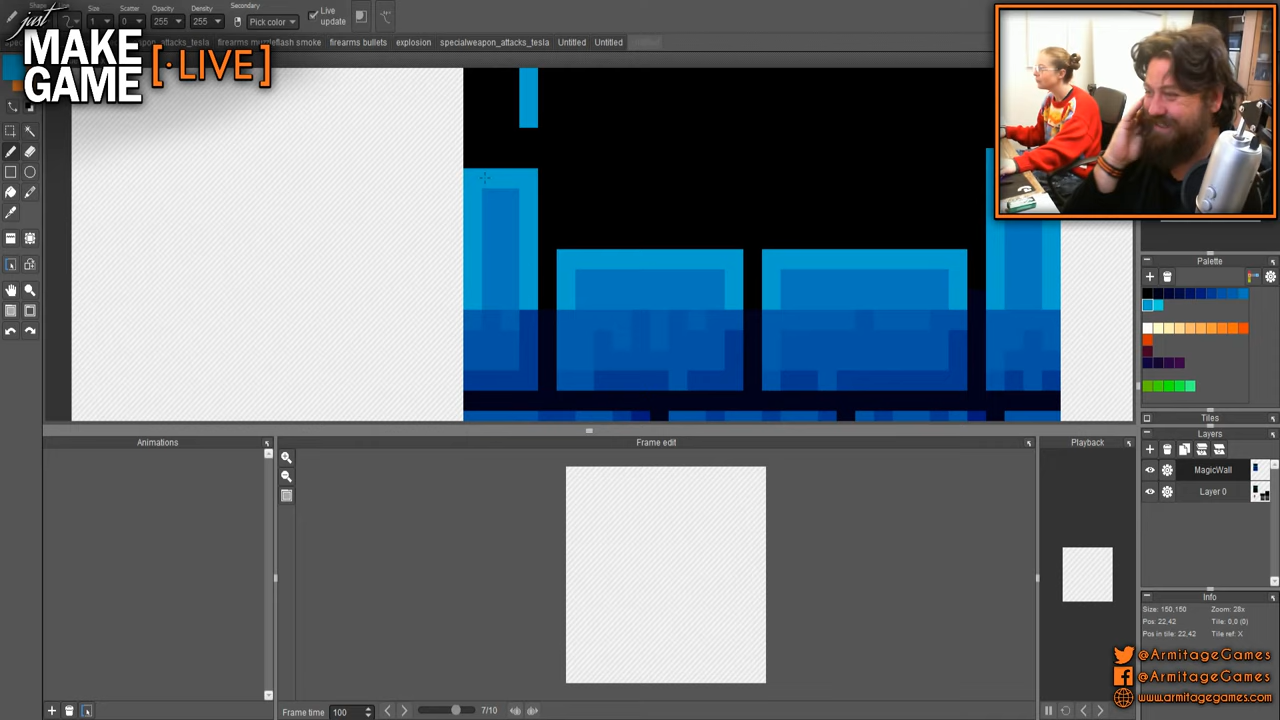 Shape
Size
Scatter
Opacity
Density
Secondary
1
0
255
255
Pick color
Live
update
just
MAKE
GAME
[·LIVE]
firearms muzzleflash smoke
firearms bullets
explosion
specialweapon_attacks_tesla
Untitled
Untitled
Palette
Tiles
Layers
MagicWall
Layer 0
Animations
Frame edit
Playback
Info
Size: 150,150
Zoom: 28x
Pos: 22,42
Tile: 0,0 (0)
Pos in tile: 22,42
Tile ref: X
@ArmitageGames
@ArmitageGames
www.armitagegames.com
Frame time
100
7/10